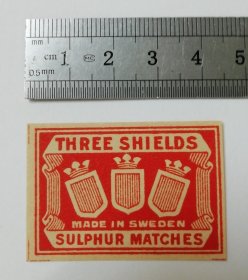 mm
cm 1 2 3 4 5
0.5mm
THREE SHIELDS
MADE IN SWEDEN
SULPHUR MATCHES